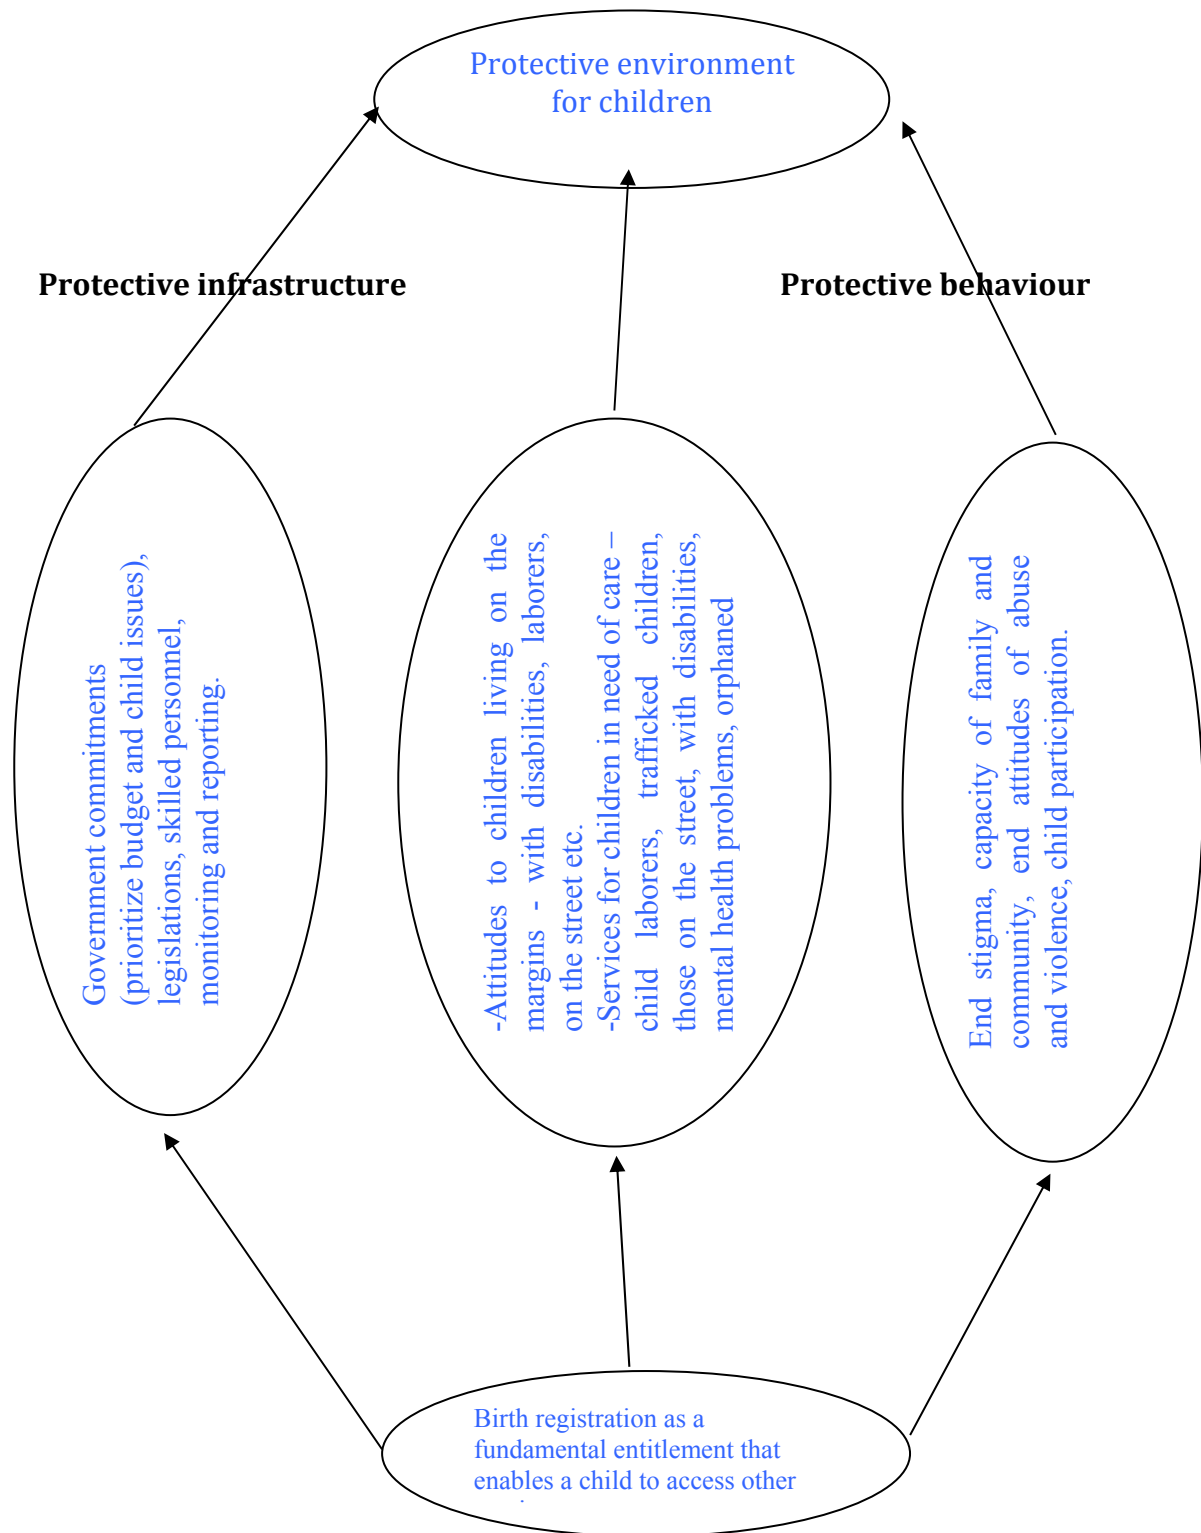 Protective environment
for children
Protective infrastructure
Protective behaviour
Government commitments
(prioritize budget and child issues),
legislations, skilled personnel,
monitoring and reporting.
-Attitudes to children living on the
margins - with disabilities, laborers,
on the street etc.
-Services for children in need of care –
child laborers, trafficked children,
those on the street, with disabilities,
mental health problems, orphaned
End stigma, capacity of family and
community, end attitudes of abuse
and violence, child participation.
Birth registration as a
fundamental entitlement that
enables a child to access other